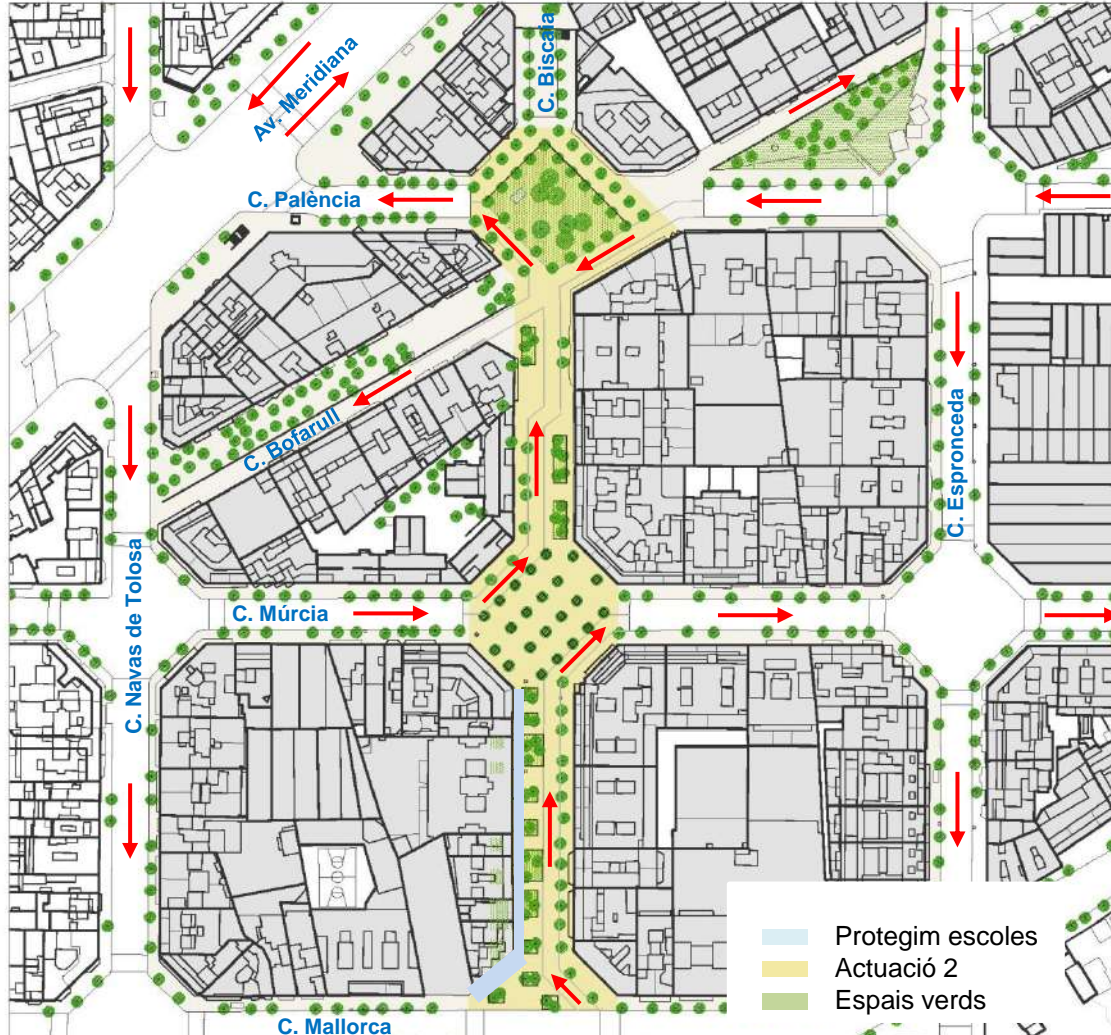 C. Biscaia
Av. Meridiana
C. Palència
C. Bofarull
C. Espronceda
C. Navas de Tolosa
C. Múrcia
Protegim escoles
Actuació 2
Espais verds
C. Mallorca